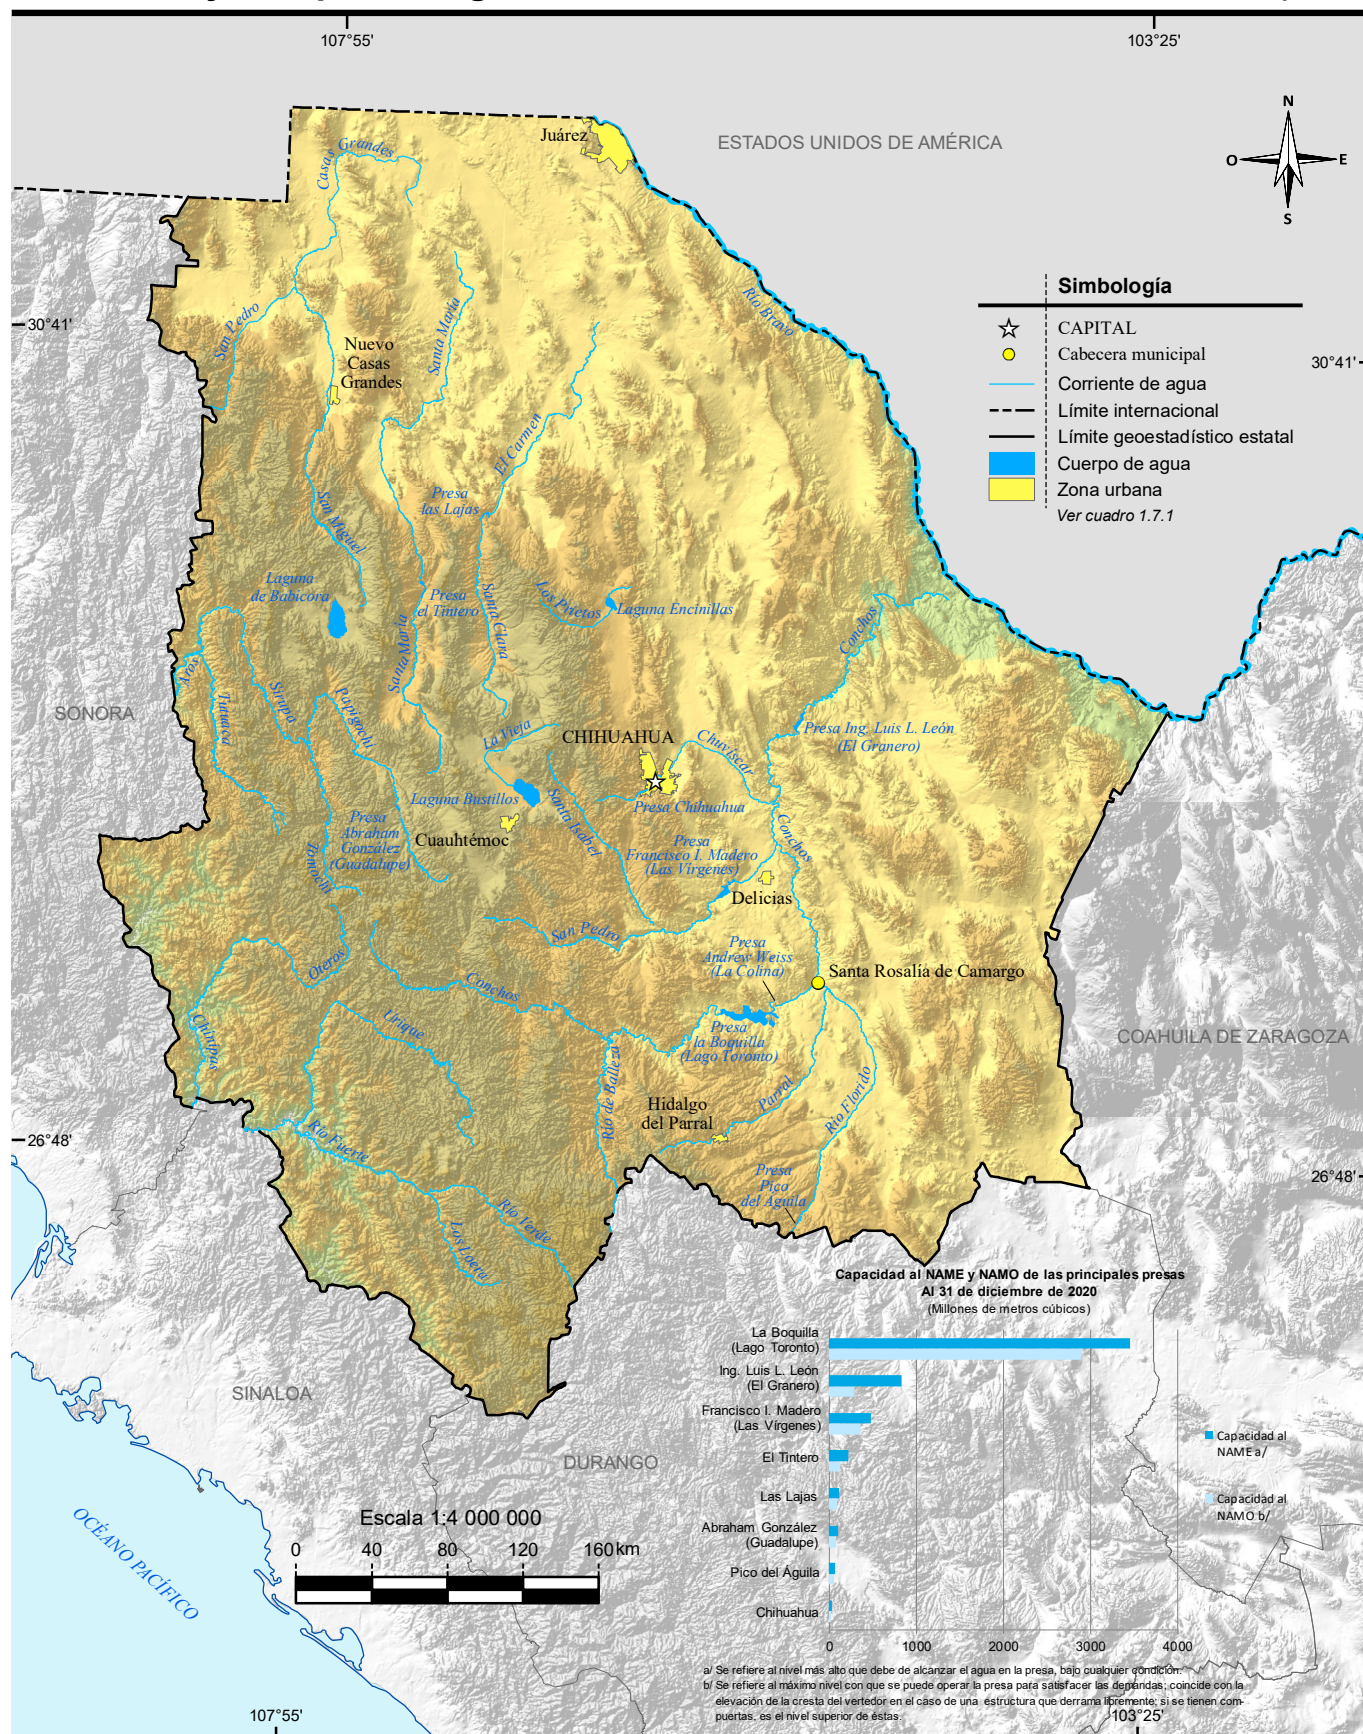 107°55'
103°25'
ESTADOS UNIDOS DE AMÉRICA
N
O
E
S
Juárez
Casas Grandes
Río Bravo
Simbología
CAPITAL
Cabecera municipal
Corriente de agua
Límite internacional
Límite geoestadístico estatal
Cuerpo de agua
Zona urbana
Ver cuadro 1.7.1
30°41'
30°41'
San Pedro
Santa María
Nuevo
Casas
Grandes
El Carmen
Presa
las Lajas
San Miguel
Laguna
de Babícora
Presa
el Tintero
Santa Clara
Los Prietos
Laguna Encinillas
Conchos
Santa María
Aros
Tutuaca
Sirupa
Papigochi
SONORA
La Vieja
CHIHUAHUA
Chuvíscar
Presa Ing. Luis L. León
(El Granero)
Laguna Bustillos
Presa Chihuahua
Santa Isabel
Conchos
Presa
Abraham
González
(Guadalupe)
Tomochi
Cuauhtémoc
Presa
Francisco I. Madero
(Las Vírgenes)
Delicias
San Pedro
Oteros
Presa
Andrew Weiss
(La Colina)
Santa Rosalía de Camargo
Conchos
Chínipas
Urique
Presa
la Boquilla
(Lago Toronto)
COAHUILA DE ZARAGOZA
Río de Balleza
Parral
Río Florido
Hidalgo
del Parral
26°48'
26°48'
Río Fuerte
Presa
Pico
del Águila
Río Verde
Los Loera
Capacidad al NAME y NAMO de las principales presas
Al 31 de diciembre de 2020
(Millones de metros cúbicos)
La Boquilla
(Lago Toronto)
Ing. Luis L. León
(El Granero)
Francisco I. Madero
(Las Vírgenes)
El Tintero
Las Lajas
Abraham González
(Guadalupe)
Pico del Águila
Chihuahua
0 1000 2000 3000 4000
Capacidad al
NAME a/
Capacidad al
NAMO b/
SINALOA
DURANGO
OCÉANO PACÍFICO
Escala 1:4 000 000
0 40 80 120 160 km
a/ Se refiere al nivel más alto que debe de alcanzar el agua en la presa, bajo cualquier condición.
b/ Se refiere al máximo nivel con que se puede operar la presa para satisfacer las demandas; coincide con la
elevación de la cresta del vertedor en el caso de una estructura que derrama libremente; si se tienen com-
puertas, es el nivel superior de éstas.
107°55'
103°25'